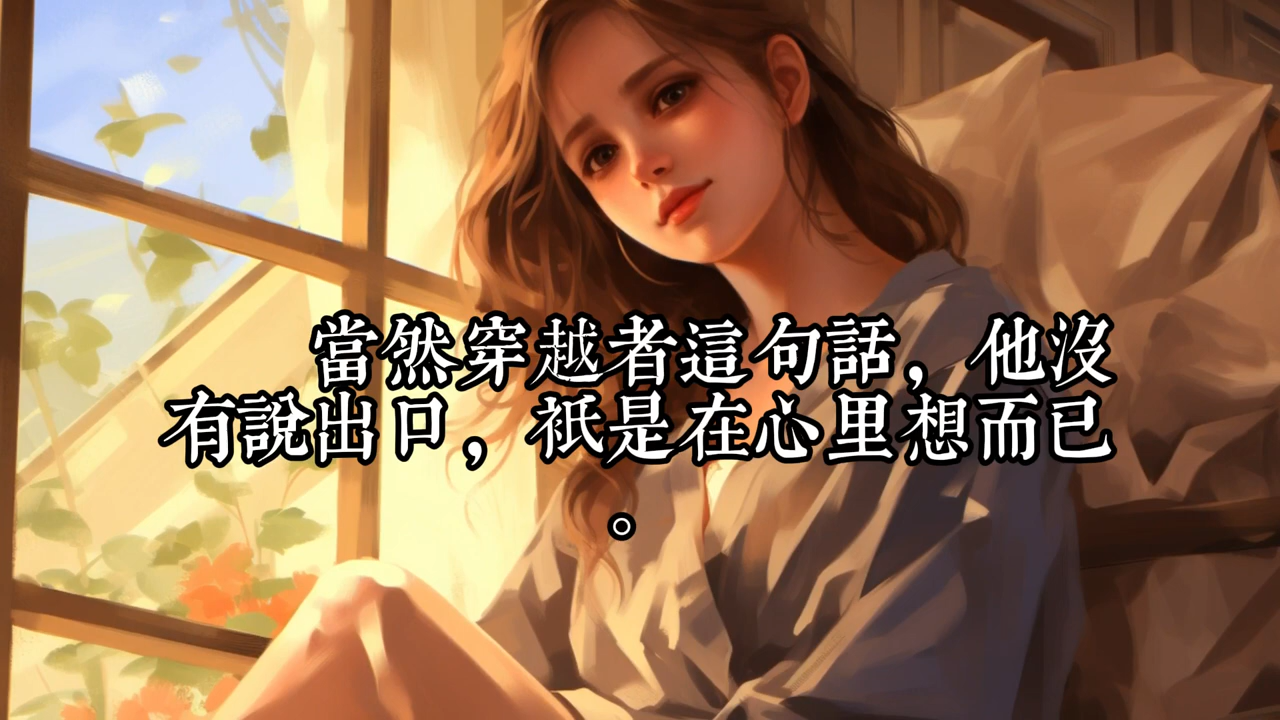 當然穿越者這句話，他沒
有說出口，衹是在心里想而已
。